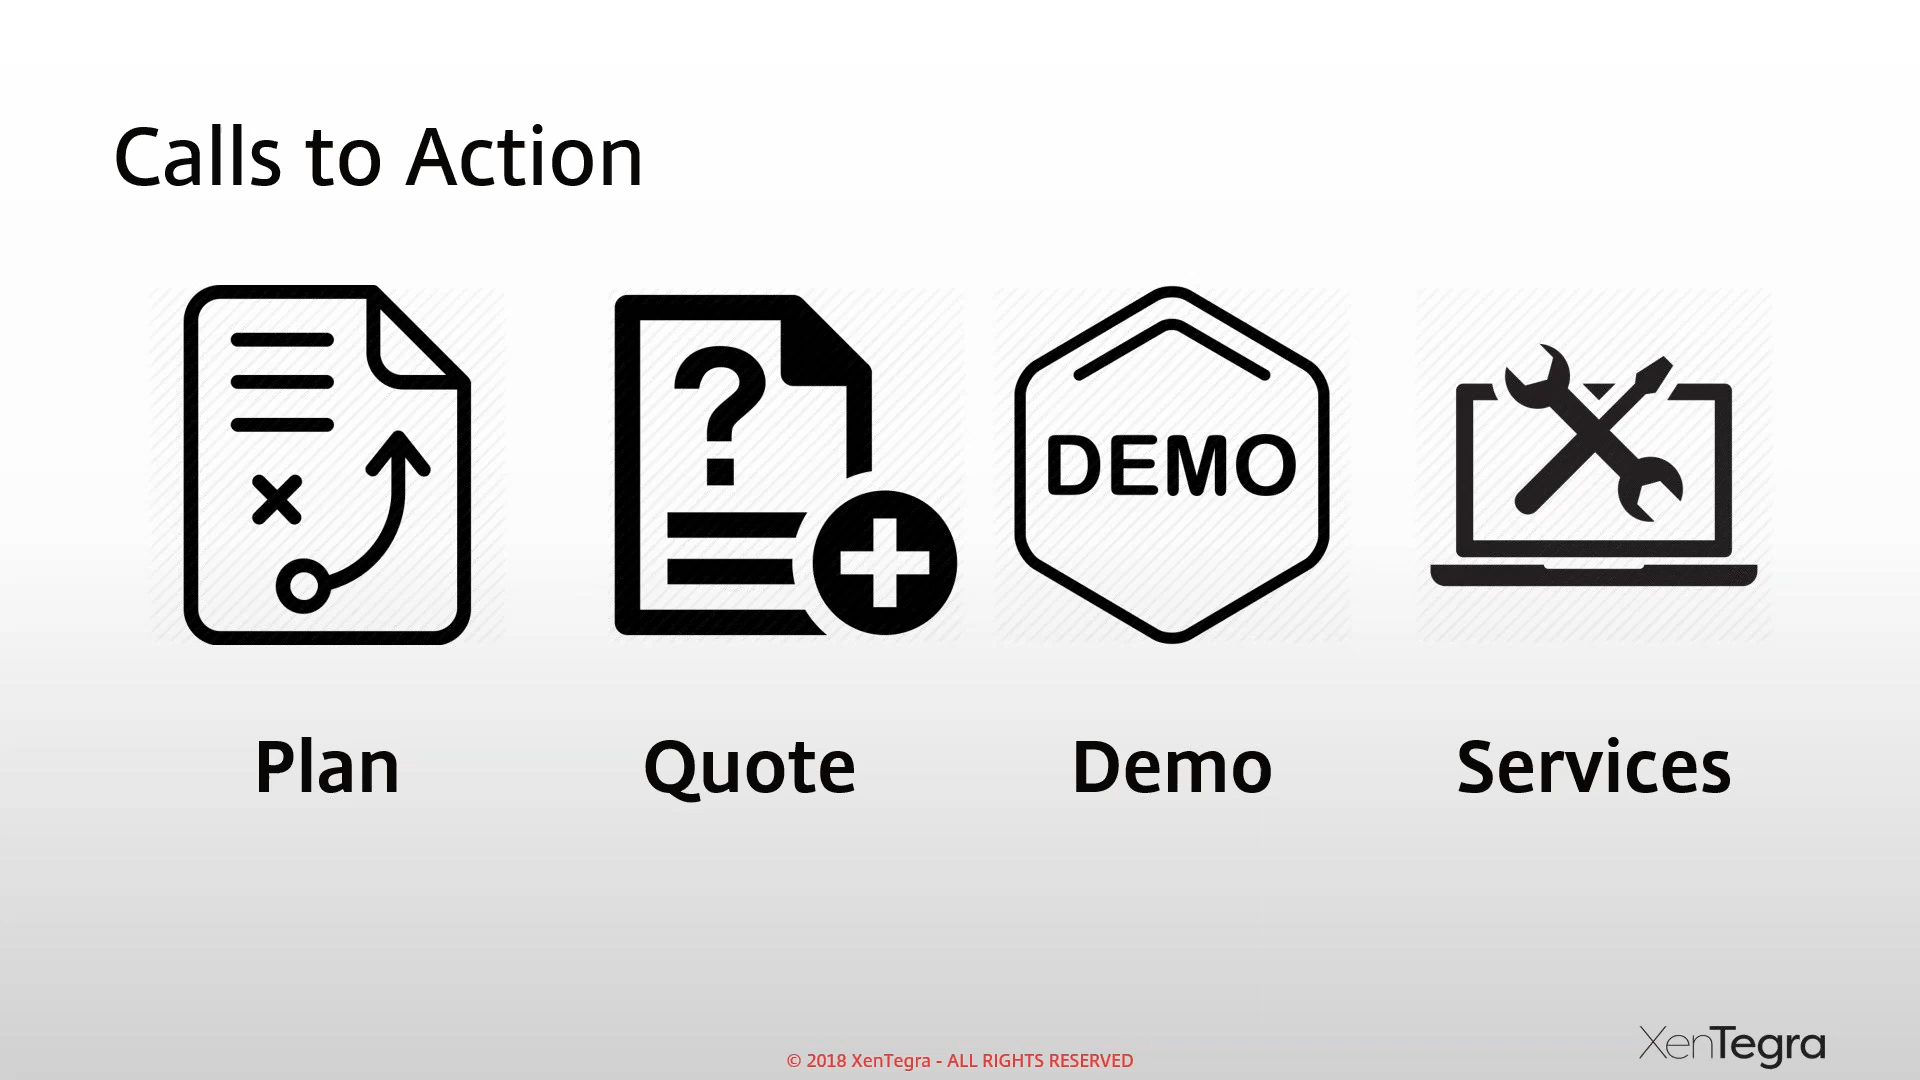 Calls to Action
?
DEMO
Plan
Quote
Demo
Services
© 2018 XenTegra - ALL RIGHTS RESERVED
XenTegra